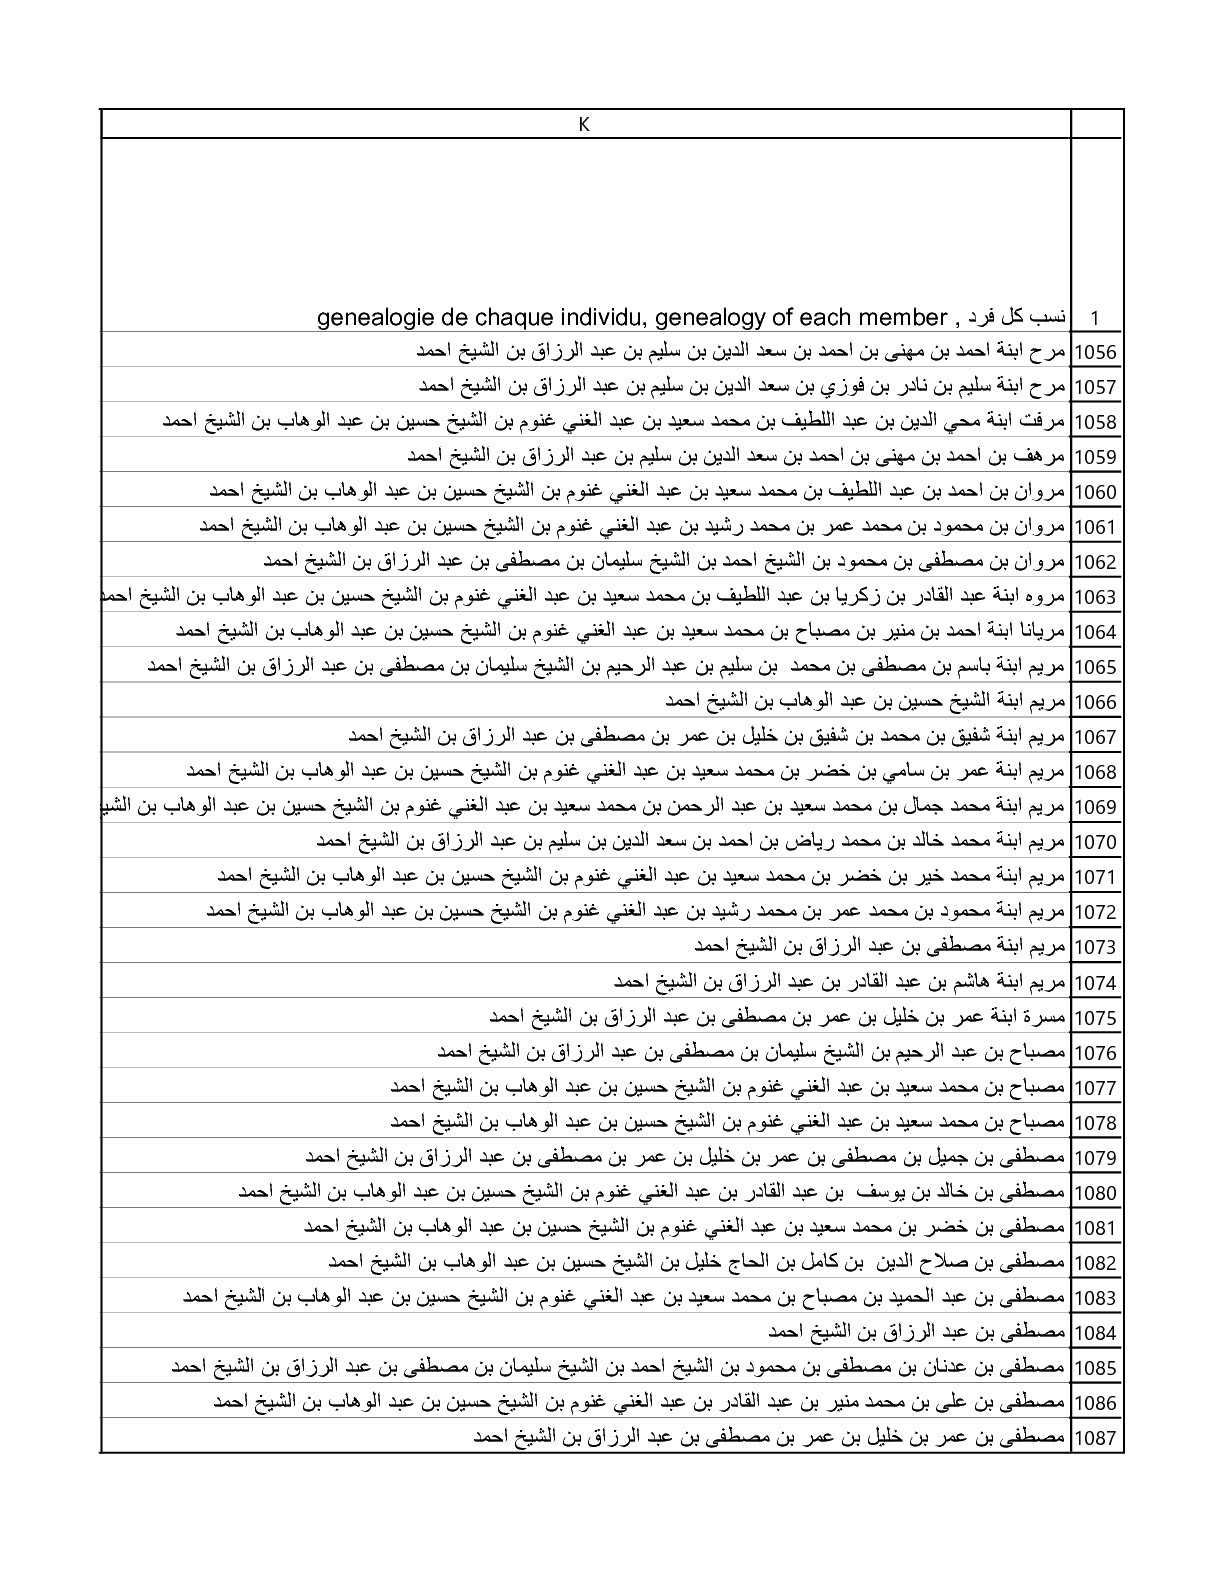 K
1 نسب كل فرد , genealogie de chaque individu, genealogy of each member
1056 مرح ابنة احمد بن مهنى بن احمد بن سعد الدين بن سليم بن عبد الرزاق بن الشيخ احمد
1057 مرح ابنة سليم بن نادر بن فوزي بن سعد الدين بن سليم بن عبد الرزاق بن الشيخ احمد
1058 مرفت ابنة محي الدين بن عبد اللطيف بن محمد سعيد بن عبد الغني غنوم بن الشيخ حسين بن عبد الوهاب بن الشيخ احمد
1059 مرهف بن احمد بن مهنى بن احمد بن سعد الدين بن سليم بن عبد الرزاق بن الشيخ احمد
1060 مروان بن احمد بن عبد اللطيف بن محمد سعيد بن عبد الغني غنوم بن الشيخ حسين بن عبد الوهاب بن الشيخ احمد
1061 مروان بن محمود بن محمد عمر بن محمد رشيد بن عبد الغني غنوم بن الشيخ حسين بن عبد الوهاب بن الشيخ احمد
1062 مروان بن مصطفى بن محمود بن الشيخ احمد بن الشيخ سليمان بن مصطفى بن عبد الرزاق بن الشيخ احمد
1063 مروه ابنة عبد القادر بن زكريا بن عبد اللطيف بن محمد سعيد بن عبد الغني غنوم بن الشيخ حسين بن عبد الوهاب بن الشيخ احمد
1064 مريانا ابنة احمد بن منير بن مصباح بن محمد سعيد بن عبد الغني غنوم بن الشيخ حسين بن عبد الوهاب بن الشيخ احمد
1065 مريم ابنة باسم بن مصطفى بن محمد بن سليم بن عبد الرحيم بن الشيخ سليمان بن مصطفى بن عبد الرزاق بن الشيخ احمد
1066 مريم ابنة الشيخ حسين بن عبد الوهاب بن الشيخ احمد
1067 مريم ابنة شفيق بن محمد بن شفيق بن خليل بن عمر بن مصطفى بن عبد الرزاق بن الشيخ احمد
1068 مريم ابنة عمر بن سامي بن خضر بن محمد سعيد بن عبد الغني غنوم بن الشيخ حسين بن عبد الوهاب بن الشيخ احمد
1069 مريم ابنة محمد جمال بن محمد سعيد بن عبد الرحمن بن محمد سعيد بن عبد الغني غنوم بن الشيخ حسين بن عبد الوهاب بن الشي
1070 مريم ابنة محمد خالد بن محمد رياض بن احمد بن سعد الدين بن سليم بن عبد الرزاق بن الشيخ احمد
1071 مريم ابنة محمد خير بن خضر بن محمد سعيد بن عبد الغني غنوم بن الشيخ حسين بن عبد الوهاب بن الشيخ احمد
1072 مريم ابنة محمود بن محمد عمر بن محمد رشيد بن عبد الغني غنوم بن الشيخ حسين بن عبد الوهاب بن الشيخ احمد
1073 مريم ابنة مصطفى بن عبد الرزاق بن الشيخ احمد
1074 مريم ابنة هاشم بن عبد القادر بن عبد الرزاق بن الشيخ احمد
1075 مسرة ابنة عمر بن خليل بن عمر بن مصطفى بن عبد الرزاق بن الشيخ احمد
1076 مصباح بن عبد الرحيم بن الشيخ سليمان بن مصطفى بن عبد الرزاق بن الشيخ احمد
1077 مصباح بن محمد سعيد بن عبد الغني غنوم بن الشيخ حسين بن عبد الوهاب بن الشيخ احمد
1078 مصباح بن محمد سعيد بن عبد الغني غنوم بن الشيخ حسين بن عبد الوهاب بن الشيخ احمد
1079 مصطفى بن جميل بن مصطفى بن عمر بن خليل بن عمر بن مصطفى بن عبد الرزاق بن الشيخ احمد
1080 مصطفى بن خالد بن يوسف بن عبد القادر بن عبد الغني غنوم بن الشيخ حسين بن عبد الوهاب بن الشيخ احمد
1081 مصطفى بن خضر بن محمد سعيد بن عبد الغني غنوم بن الشيخ حسين بن عبد الوهاب بن الشيخ احمد
1082 مصطفى بن صلاح الدين بن كامل بن الحاج خليل بن الشيخ حسين بن عبد الوهاب بن الشيخ احمد
1083 مصطفى بن عبد الحميد بن مصباح بن محمد سعيد بن عبد الغني غنوم بن الشيخ حسين بن عبد الوهاب بن الشيخ احمد
1084 مصطفى بن عبد الرزاق بن الشيخ احمد
1085 مصطفى بن عدنان بن مصطفى بن محمود بن الشيخ احمد بن الشيخ سليمان بن مصطفى بن عبد الرزاق بن الشيخ احمد
1086 مصطفى بن على بن محمد منير بن عبد القادر بن عبد الغني غنوم بن الشيخ حسين بن عبد الوهاب بن الشيخ احمد
1087 مصطفى بن عمر بن خليل بن عمر بن مصطفى بن عبد الرزاق بن الشيخ احمد